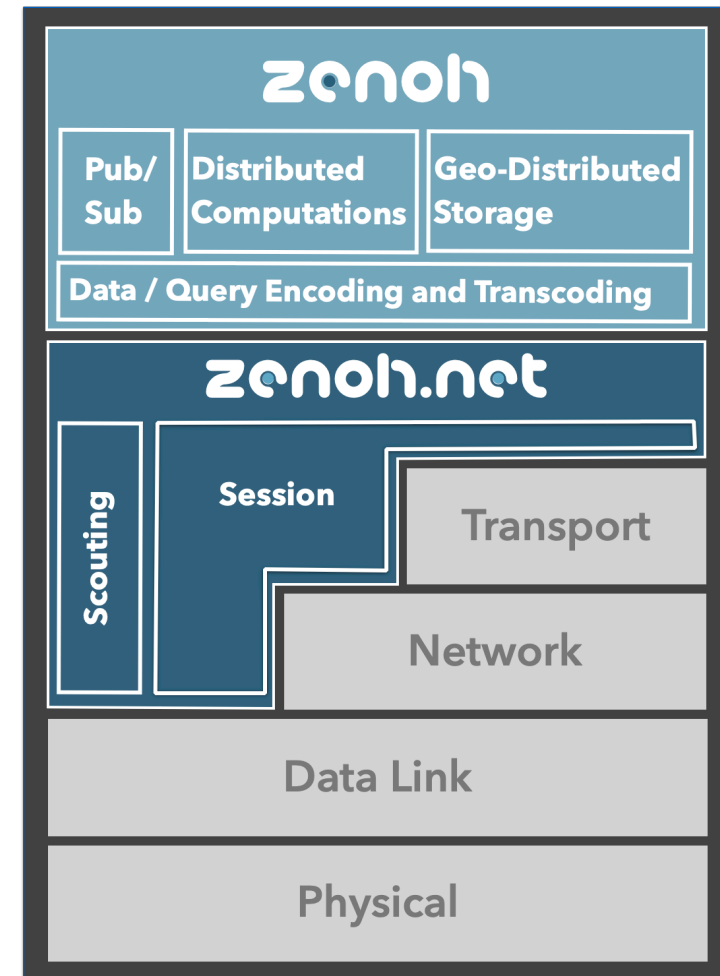 zenoh
Pub/
Sub
Distributed
Computations
Geo-Distributed
Storage
Data / Query Encoding and Transcoding
zenoh.net
Scouting
Session
Transport
Network
Data Link
Physical